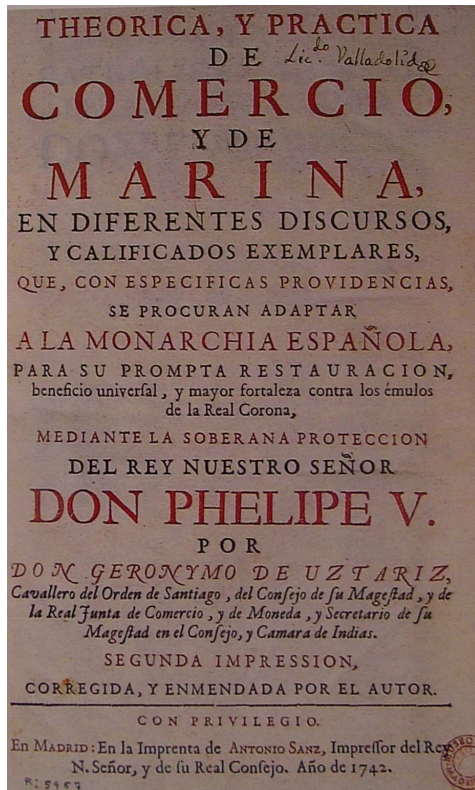 THEORICA, Y PRACTICA
DE
Lic.do Valladolid
COMERCIO,
Y DE
MARINA,
EN DIFERENTES DISCURSOS,
Y CALIFICADOS EXEMPLARES,
QUE, CON ESPECIFICAS PROVIDENCIAS,
SE PROCURAN ADAPTAR
A LA MONARCHIA ESPAÑOLA,
PARA SU PROMPTA RESTAURACION,
beneficio univerſal, y mayor fortaleza contra los émulos
de la Real Corona,
MEDIANTE LA SOBERANA PROTECCION
DEL REY NUESTRO SEÑOR
DON PHELIPE V.
POR
DON GERONYMO DE UZTARIZ,
Cavallero del Orden de Santiago, del Conſejo de ſu Mageſtad, y de
la Real Junta de Comercio, y de Moneda, y Secretario de ſu
Mageſtad en el Conſejo, y Camara de Indias.
SEGUNDA IMPRESSION,
CORREGIDA, Y ENMENDADA POR EL AUTOR.
CON PRIVILEGIO.
En MADRID: En la Imprenta de ANTONIO SANZ, Impreſſor del Rey
N. Señor, y de ſu Real Conſejo. Año de 1742.
MADRID